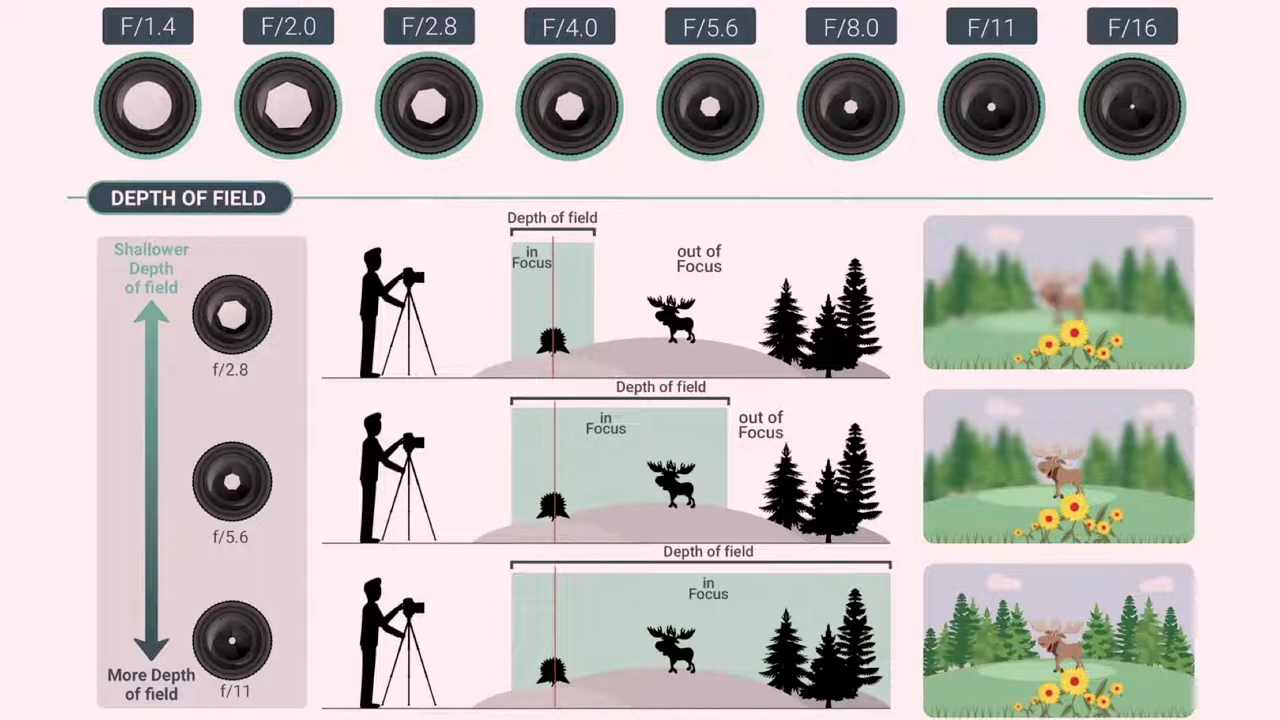 F/1.4
F/2.0
F/2.8
F/4.0
F/5.6
F/8.0
F/11
F/16
DEPTH OF FIELD
Shallower
Depth
of field
f/2.8
f/5.6
More Depth
of field
f/11
Depth of field
in
Focus
out of
Focus
Depth of field
in
Focus
out of
Focus
Depth of field
in
Focus